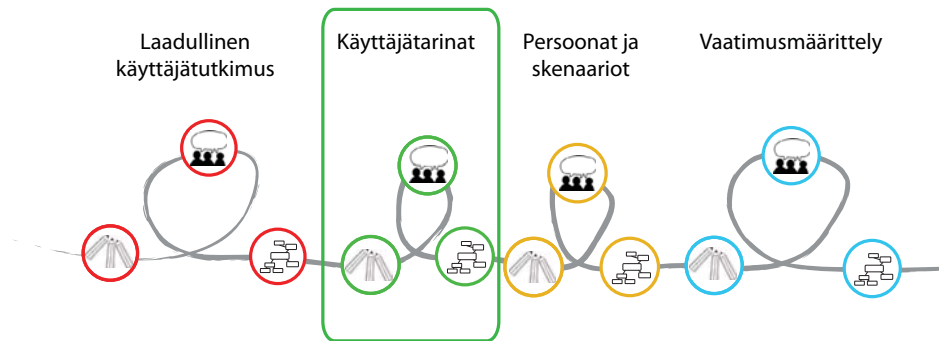 Laadullinen
käyttäjätutkimus
Käyttäjätarinat
Persoonat ja
skenaariot
Vaatimusmäärittely